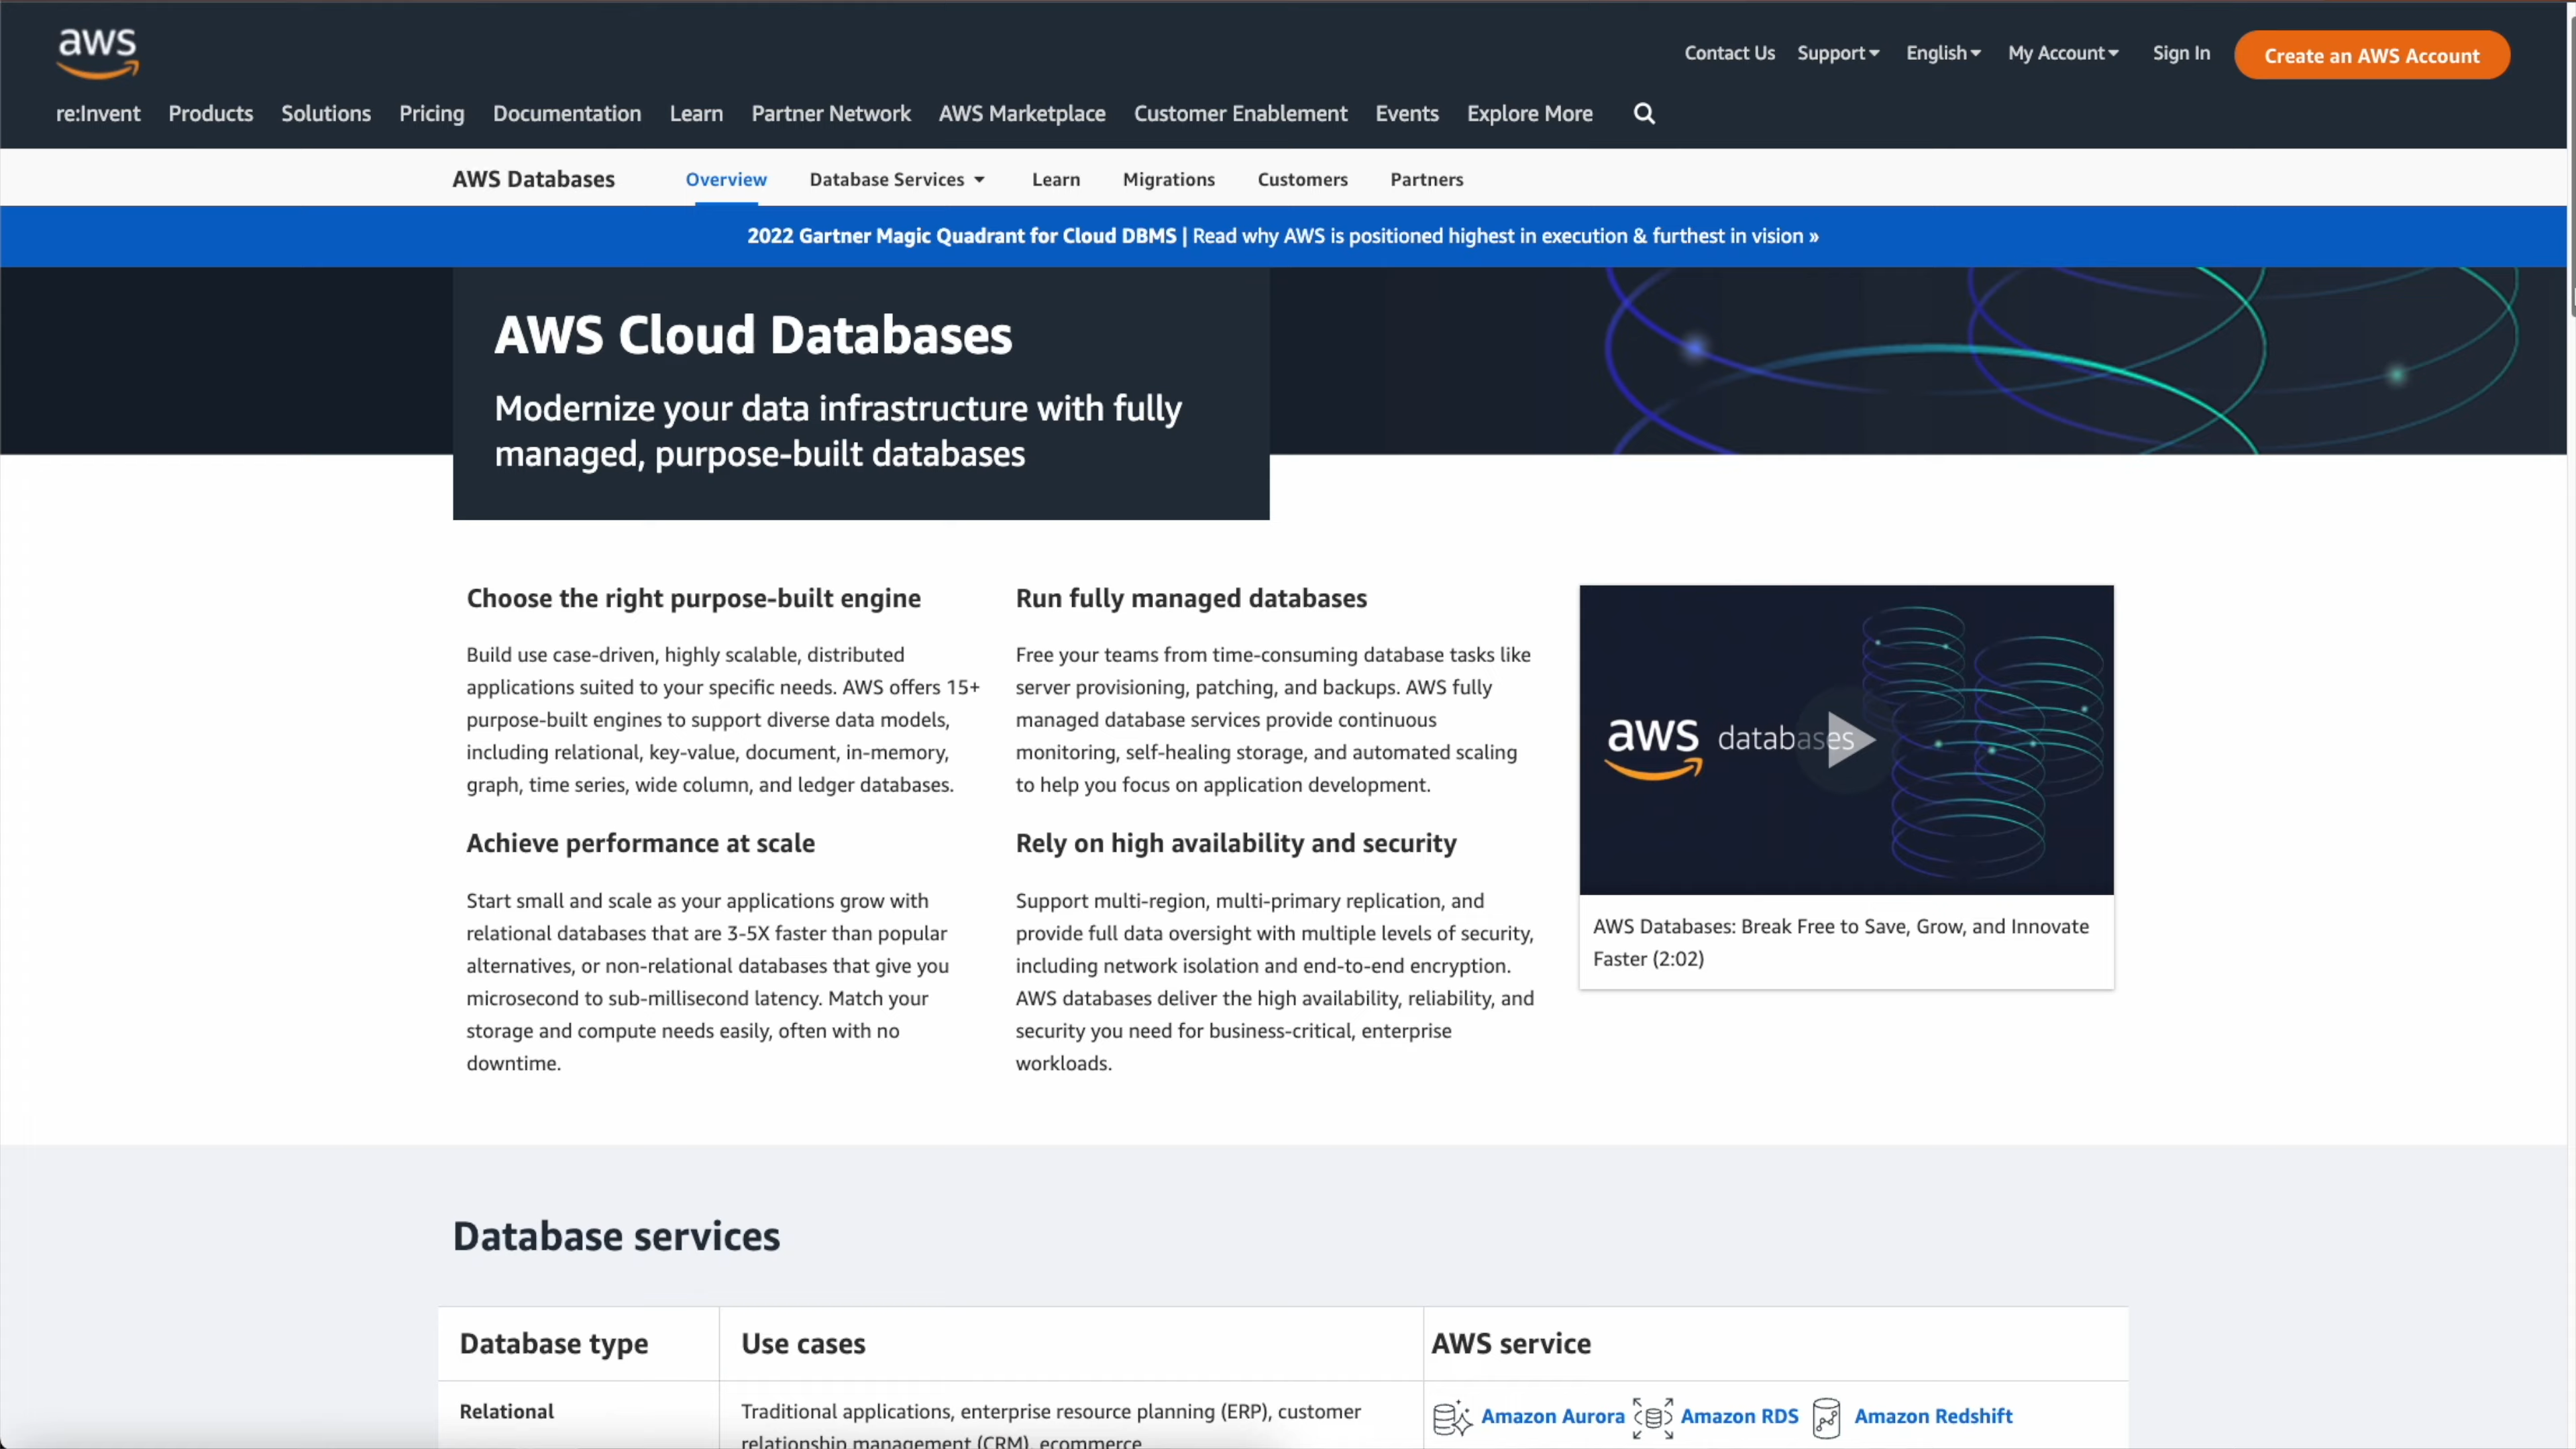 aws
Contact Us Support English My Account Sign In Create an AWS Account
re:Invent Products Solutions Pricing Documentation Learn Partner Network AWS Marketplace Customer Enablement Events Explore More
AWS Databases Overview Database Services Learn Migrations Customers Partners
2022 Gartner Magic Quadrant for Cloud DBMS | Read why AWS is positioned highest in execution & furthest in vision »
AWS Cloud Databases
Modernize your data infrastructure with fully
managed, purpose-built databases
Choose the right purpose-built engine
Build use case-driven, highly scalable, distributed
applications suited to your specific needs. AWS offers 15+
purpose-built engines to support diverse data models,
including relational, key-value, document, in-memory,
graph, time series, wide column, and ledger databases.
Run fully managed databases
Free your teams from time-consuming database tasks like
server provisioning, patching, and backups. AWS fully
managed database services provide continuous
monitoring, self-healing storage, and automated scaling
to help you focus on application development.
Achieve performance at scale
Start small and scale as your applications grow with
relational databases that are 3-5X faster than popular
alternatives, or non-relational databases that give you
microsecond to sub-millisecond latency. Match your
storage and compute needs easily, often with no
downtime.
Rely on high availability and security
Support multi-region, multi-primary replication, and
provide full data oversight with multiple levels of security,
including network isolation and end-to-end encryption.
AWS databases deliver the high availability, reliability, and
security you need for business-critical, enterprise
workloads.
aws databases
AWS Databases: Break Free to Save, Grow, and Innovate
Faster (2:02)
Database services
Database type Use cases AWS service
Relational Traditional applications, enterprise resource planning (ERP), customer Amazon Aurora Amazon RDS Amazon Redshift
relationship management (CRM), ecommerce